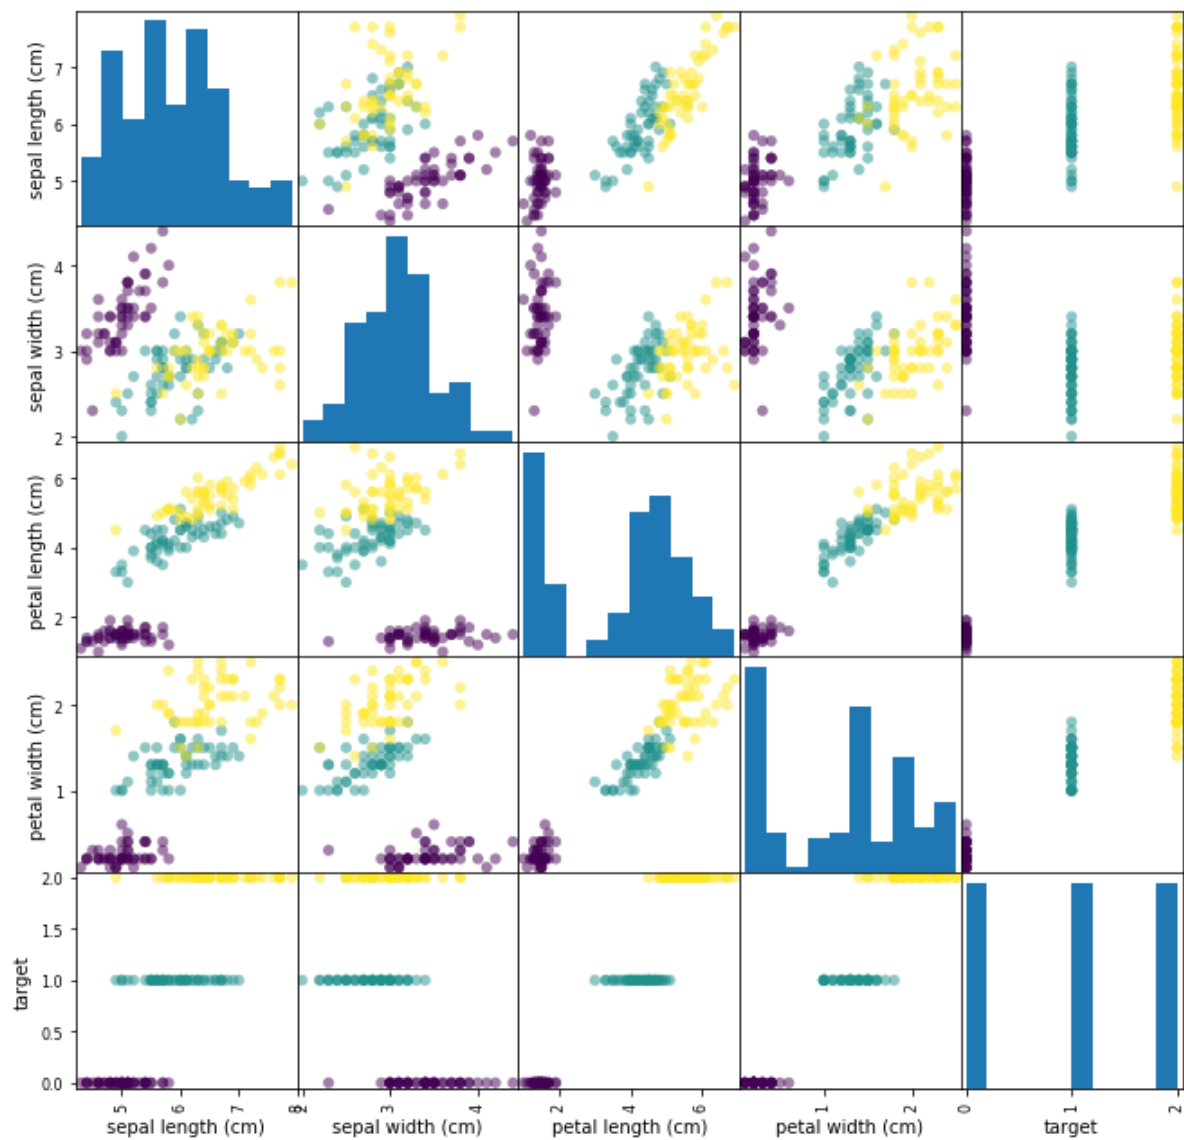 sepal length (cm)
7
6
5
sepal width (cm)
4
3
2
petal length (cm)
6
4
2
petal width (cm)
2
1
target
2.0
1.5
1.0
0.5
0.0
5 6 7 8 2 3 4 2 4 6 1 2 0 1 2
sepal length (cm) sepal width (cm) petal length (cm) petal width (cm) target